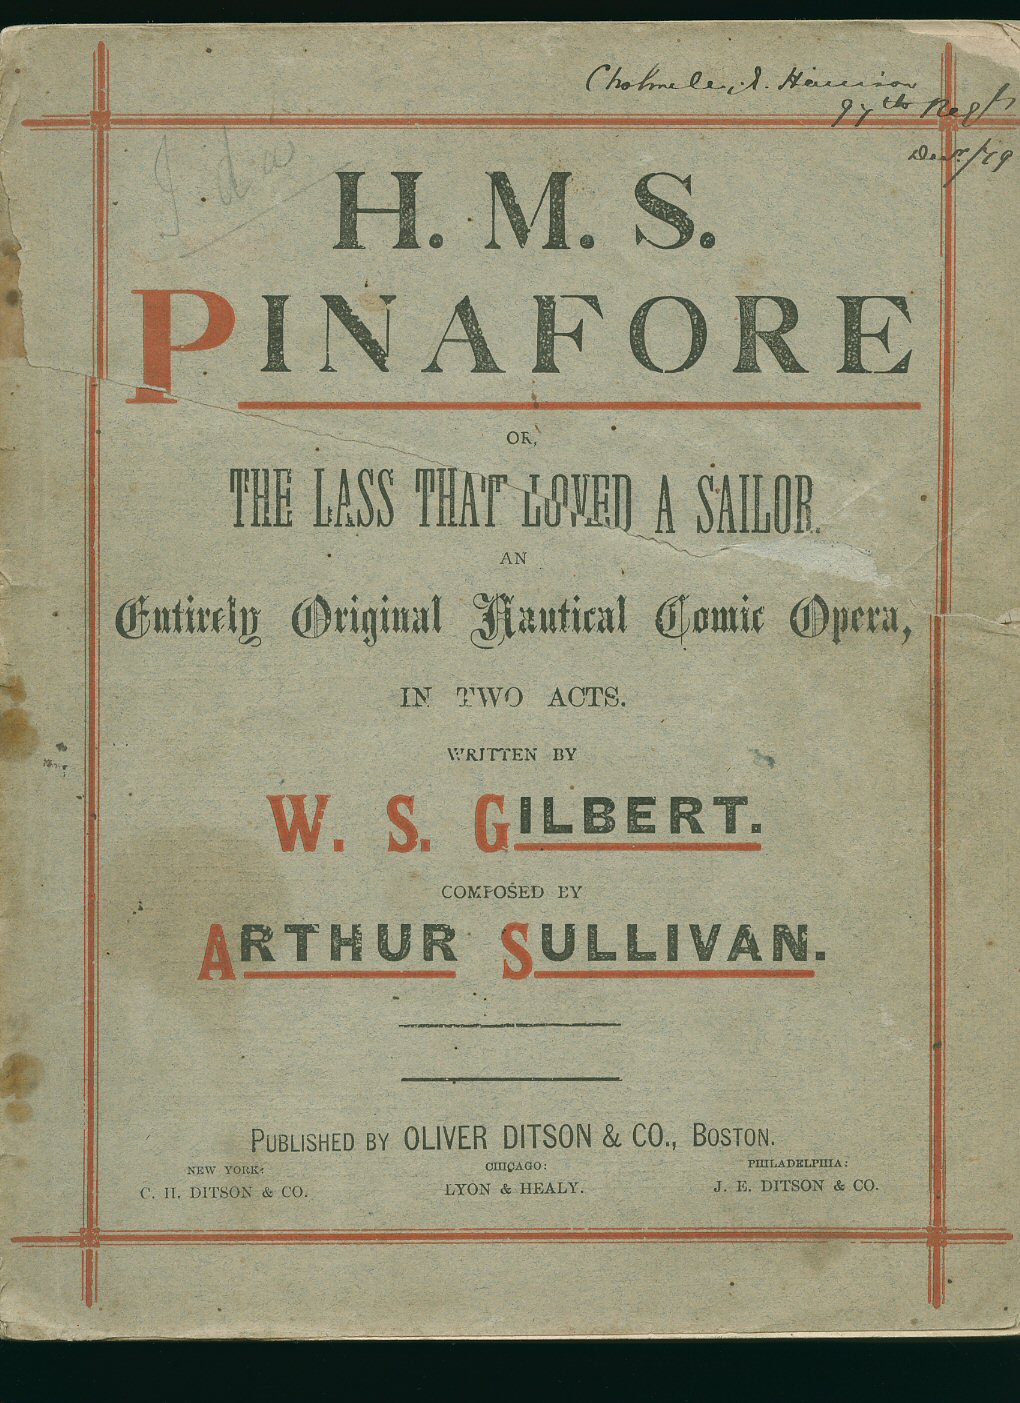 97th Regt
Decr/79
H. M. S.
PINAFORE
OR,
THE LASS THAT LOVED A SAILOR.
AN
Entirely Original Nautical Comic Opera,
IN TWO ACTS.
WRITTEN BY
W. S. GILBERT.
COMPOSED BY
ARTHUR SULLIVAN.
PUBLISHED BY OLIVER DITSON & CO., BOSTON.
NEW YORK: CHICAGO: PHILADELPHIA:
C. H. DITSON & CO. LYON & HEALY. J. E. DITSON & CO.